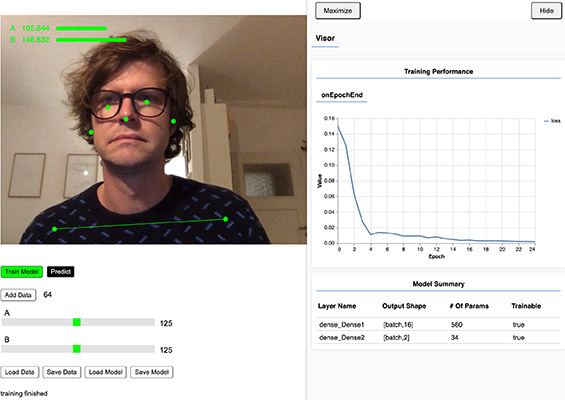 A 105.844
B 146.832
Train Model Predict
Add Data 64
A
125
B
125
Load Data Save Data Load Model Save Model
training finished
Maximize Hide
Visor
Training Performance
onEpochEnd
loss
0.16
0.14
0.12
0.10
0.08
0.06
0.04
0.02
0.00
Value
0 2 4 6 8 10 12 14 16 18 20 22 24
Epoch
Model Summary
Layer Name Output Shape # Of Params Trainable
dense_Dense1 [batch,16] 560 true
dense_Dense2 [batch,2] 34 true